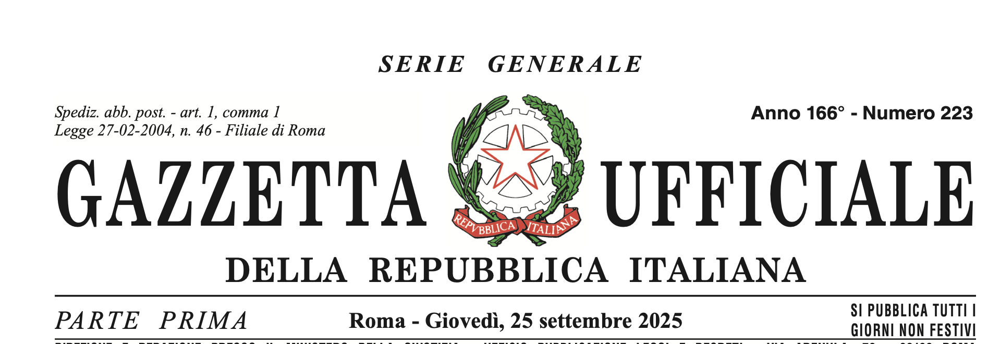 SERIE GENERALE
Spediz. abb. post. - art. 1, comma 1
Legge 27-02-2004, n. 46 - Filiale di Roma
Anno 166° - Numero 223
GAZZETTA UFFICIALE
REPVBBLICA ITALIANA
DELLA REPUBBLICA ITALIANA
PARTE PRIMA
Roma - Giovedì, 25 settembre 2025
SI PUBBLICA TUTTI I
GIORNI NON FESTIVI